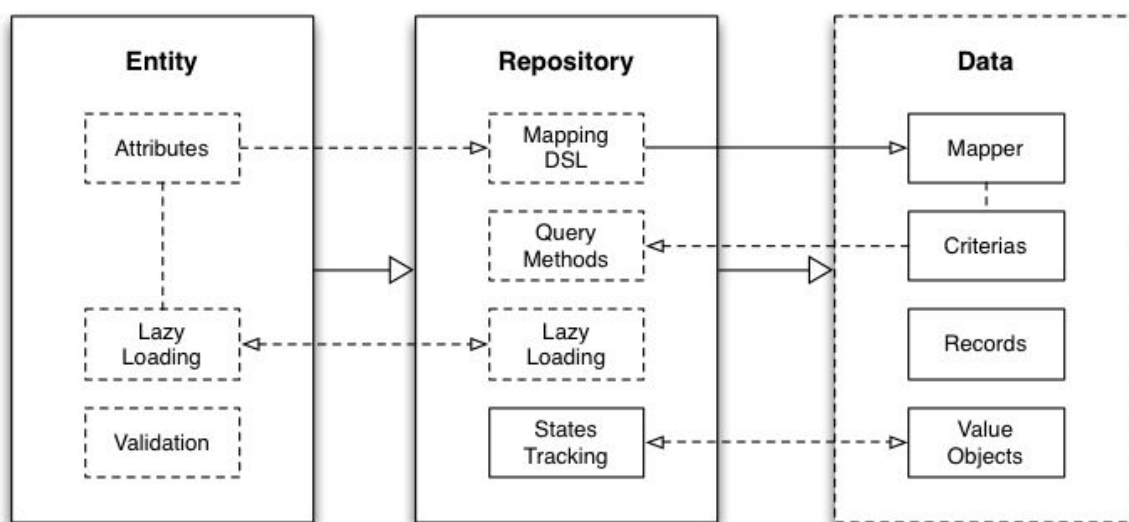 Entity
Attributes
Lazy
Loading
Validation
Repository
Mapping
DSL
Query
Methods
Lazy
Loading
States
Tracking
Data
Mapper
Criterias
Records
Value
Objects